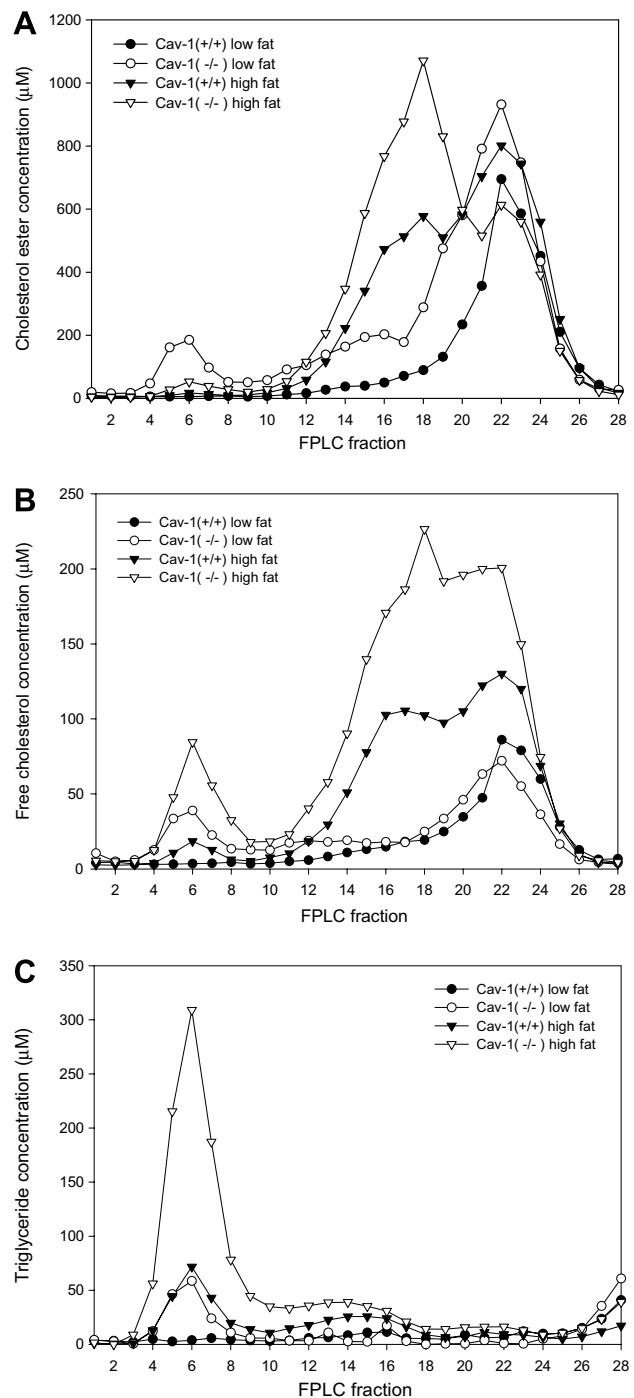 A
Cholesterol ester concentration (μM)
1200
1000
800
600
400
200
0
Cav-1(+/+) low fat
Cav-1( -/- ) low fat
Cav-1(+/+) high fat
Cav-1( -/- ) high fat
2 4 6 8 10 12 14 16 18 20 22 24 26 28
FPLC fraction
B
Free cholesterol concentration (μM)
250
200
150
100
50
0
Cav-1(+/+) low fat
Cav-1( -/- ) low fat
Cav-1(+/+) high fat
Cav-1( -/- ) high fat
2 4 6 8 10 12 14 16 18 20 22 24 26 28
FPLC fraction
C
Triglyceride concentration (μM)
350
300
250
200
150
100
50
0
Cav-1(+/+) low fat
Cav-1( -/- ) low fat
Cav-1(+/+) high fat
Cav-1( -/- ) high fat
2 4 6 8 10 12 14 16 18 20 22 24 26 28
FPLC fraction